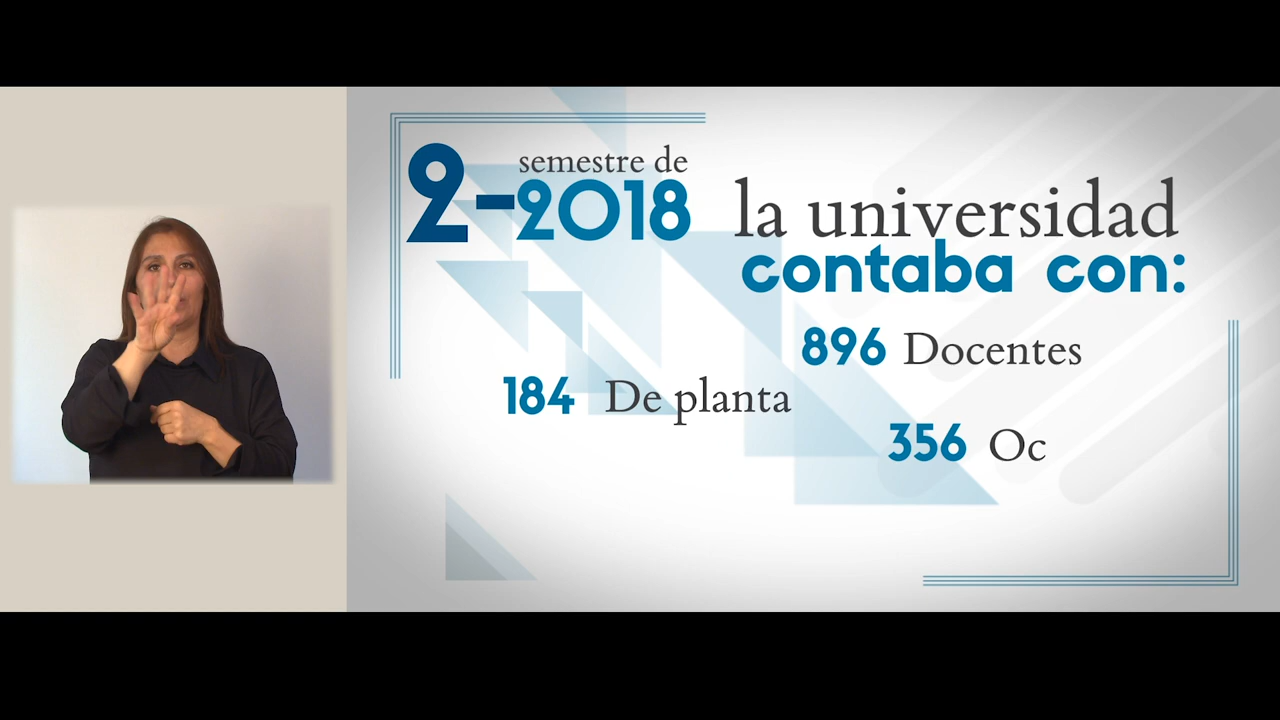 semestre de
2-2018
la universidad
contaba con:
896 Docentes
184 De planta
356 Oc